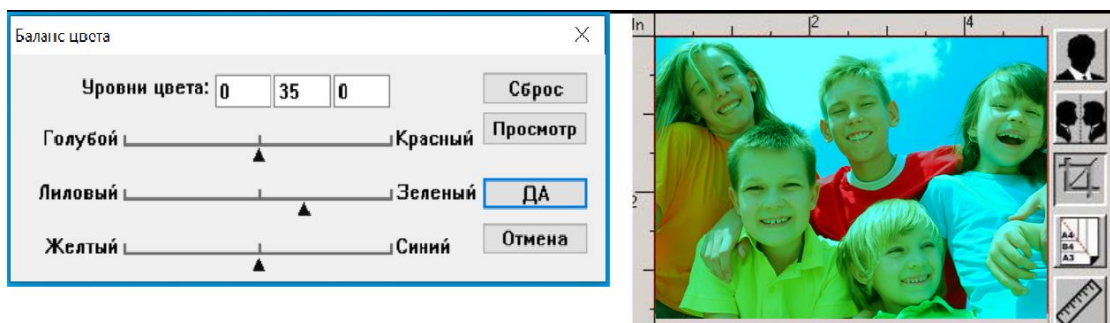 Баланс цвета
Уровни цвета: 0 35 0
Сброс
Голубой Красный
Просмотр
Лиловый Зеленый
ДА
Желтый Синий
Отмена
In
2
4
2
A4
B4
A3